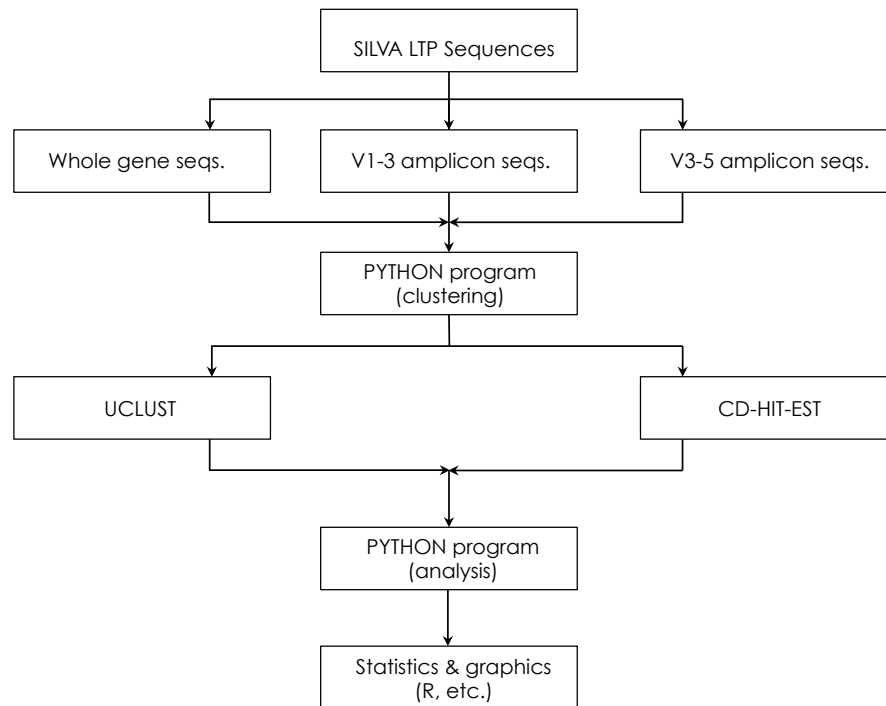 SILVA LTP Sequences
Whole gene seqs.
V1-3 amplicon seqs.
V3-5 amplicon seqs.
PYTHON program
(clustering)
UCLUST
CD-HIT-EST
PYTHON program
(analysis)
Statistics & graphics
(R, etc.)